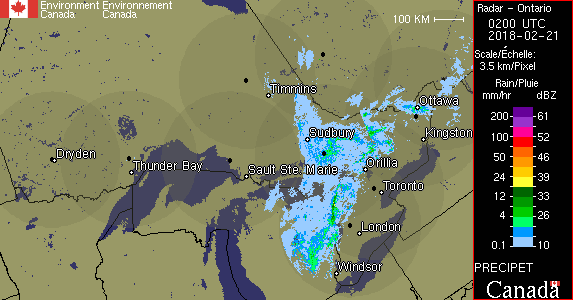 Environment Environnement
Canada Canada
100 KM
Timmins
Ottawa
Sudbury
Kingston
Dryden
Thunder Bay
Sault Ste. Marie
Orillia
Toronto
London
Windsor
Radar - Ontario
0200 UTC
2018-02-21
Scale/Échelle:
3.5 km/Pixel
Rain/Pluie
mm/hr dBZ
200 61
100 52
50 46
24 39
12 33
4 26
0.1 10
PRECIPET
Canada